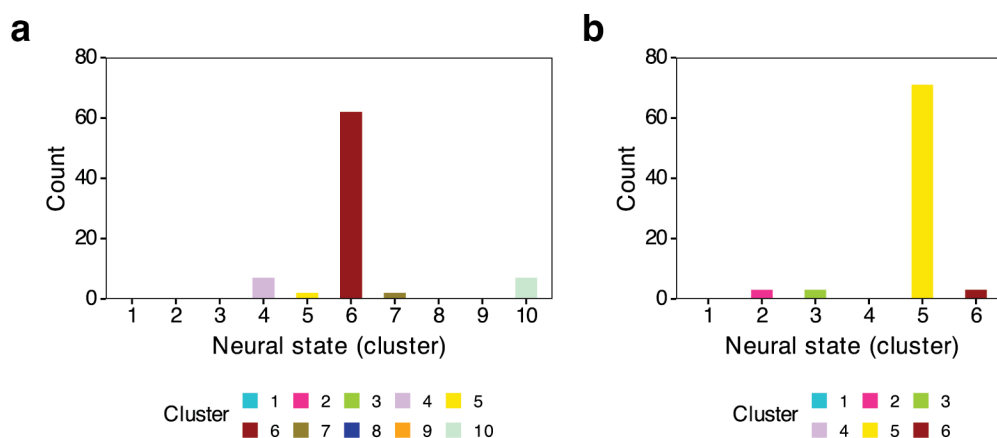 a
80
60
40
20
0
Count
1 2 3 4 5 6 7 8 9 10
Neural state (cluster)
Cluster
1 2 3 4 5
6 7 8 9 10
b
80
60
40
20
0
Count
1 2 3 4 5 6
Neural state (cluster)
Cluster
1 2 3
4 5 6